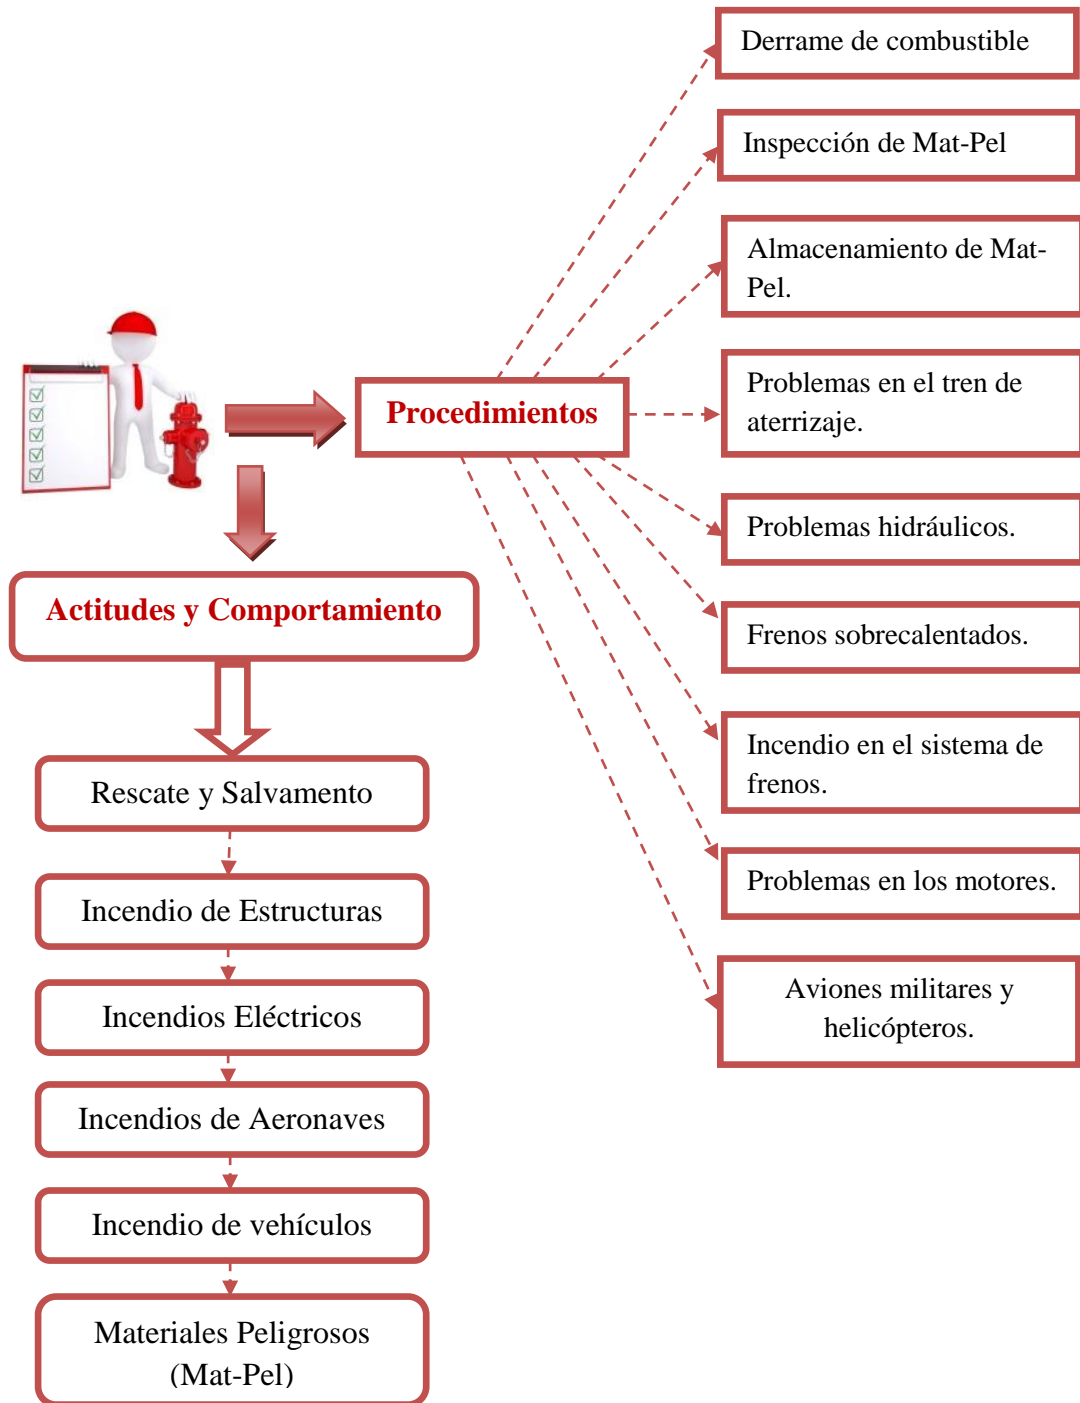 Derrame de combustible
Inspección de Mat-Pel
Almacenamiento de Mat-
Pel.
Problemas en el tren de
aterrizaje.
Procedimientos
Problemas hidráulicos.
Frenos sobrecalentados.
Incendio en el sistema de
frenos.
Problemas en los motores.
Aviones militares y
helicópteros.
Actitudes y Comportamiento
Rescate y Salvamento
Incendio de Estructuras
Incendios Eléctricos
Incendios de Aeronaves
Incendio de vehículos
Materiales Peligrosos
(Mat-Pel)